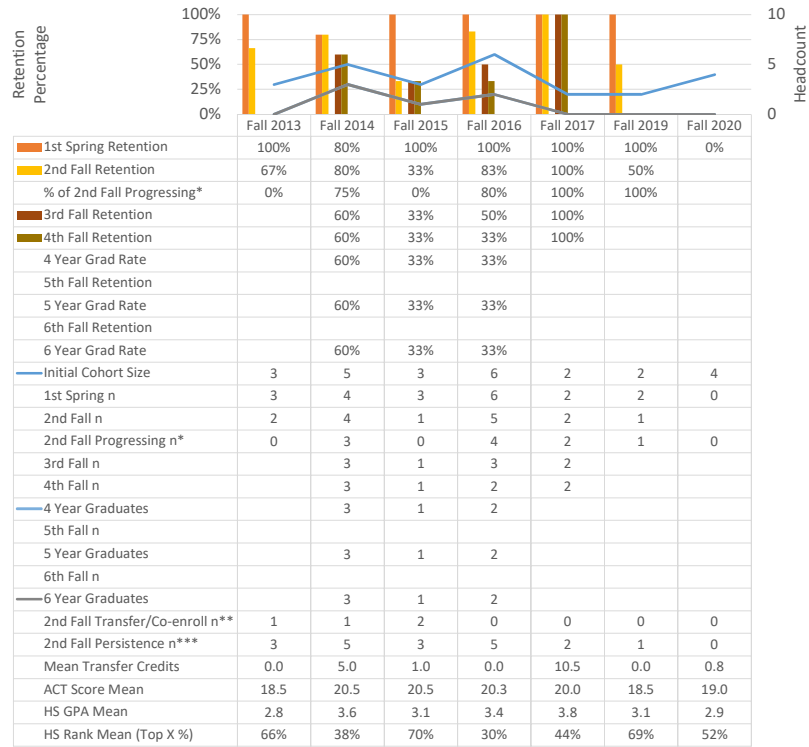 100% 10
75%
50% 5
25%
0% 0
Retention
Percentage
Headcount
Fall 2013 Fall 2014 Fall 2015 Fall 2016 Fall 2017 Fall 2019 Fall 2020
1st Spring Retention 100% 80% 100% 100% 100% 100% 0%
2nd Fall Retention 67% 80% 33% 83% 100% 50%
% of 2nd Fall Progressing* 0% 75% 0% 80% 100% 100%
3rd Fall Retention 60% 33% 50% 100%
4th Fall Retention 60% 33% 33% 100%
4 Year Grad Rate 60% 33% 33%
5th Fall Retention
5 Year Grad Rate 60% 33% 33%
6th Fall Retention
6 Year Grad Rate 60% 33% 33%
Initial Cohort Size 3 5 3 6 2 2 4
1st Spring n 3 4 3 6 2 2 0
2nd Fall n 2 4 1 5 2 1
2nd Fall Progressing n* 0 3 0 4 2 1 0
3rd Fall n 3 1 3 2
4th Fall n 3 1 2 2
4 Year Graduates 3 1 2
5th Fall n
5 Year Graduates 3 1 2
6th Fall n
6 Year Graduates 3 1 2
2nd Fall Transfer/Co-enroll n** 1 1 2 0 0 0 0
2nd Fall Persistence n*** 3 5 3 5 2 1 0
Mean Transfer Credits 0.0 5.0 1.0 0.0 10.5 0.0 0.8
ACT Score Mean 18.5 20.5 20.5 20.3 20.0 18.5 19.0
HS GPA Mean 2.8 3.6 3.1 3.4 3.8 3.1 2.9
HS Rank Mean (Top X %) 66% 38% 70% 30% 44% 69% 52%